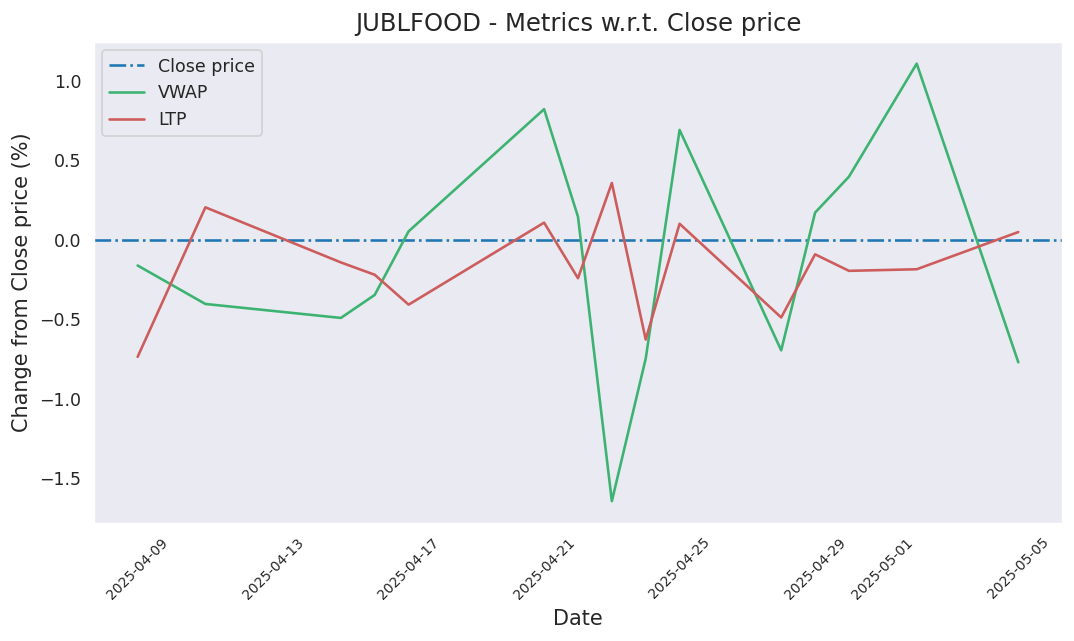 JUBLFOOD - Metrics w.r.t. Close price
Close price
VWAP
LTP
Change from Close price (%)
1.0
0.5
0.0
−0.5
−1.0
−1.5
2025-04-09
2025-04-13
2025-04-17
2025-04-21
2025-04-25
2025-04-29
2025-05-01
2025-05-05
Date